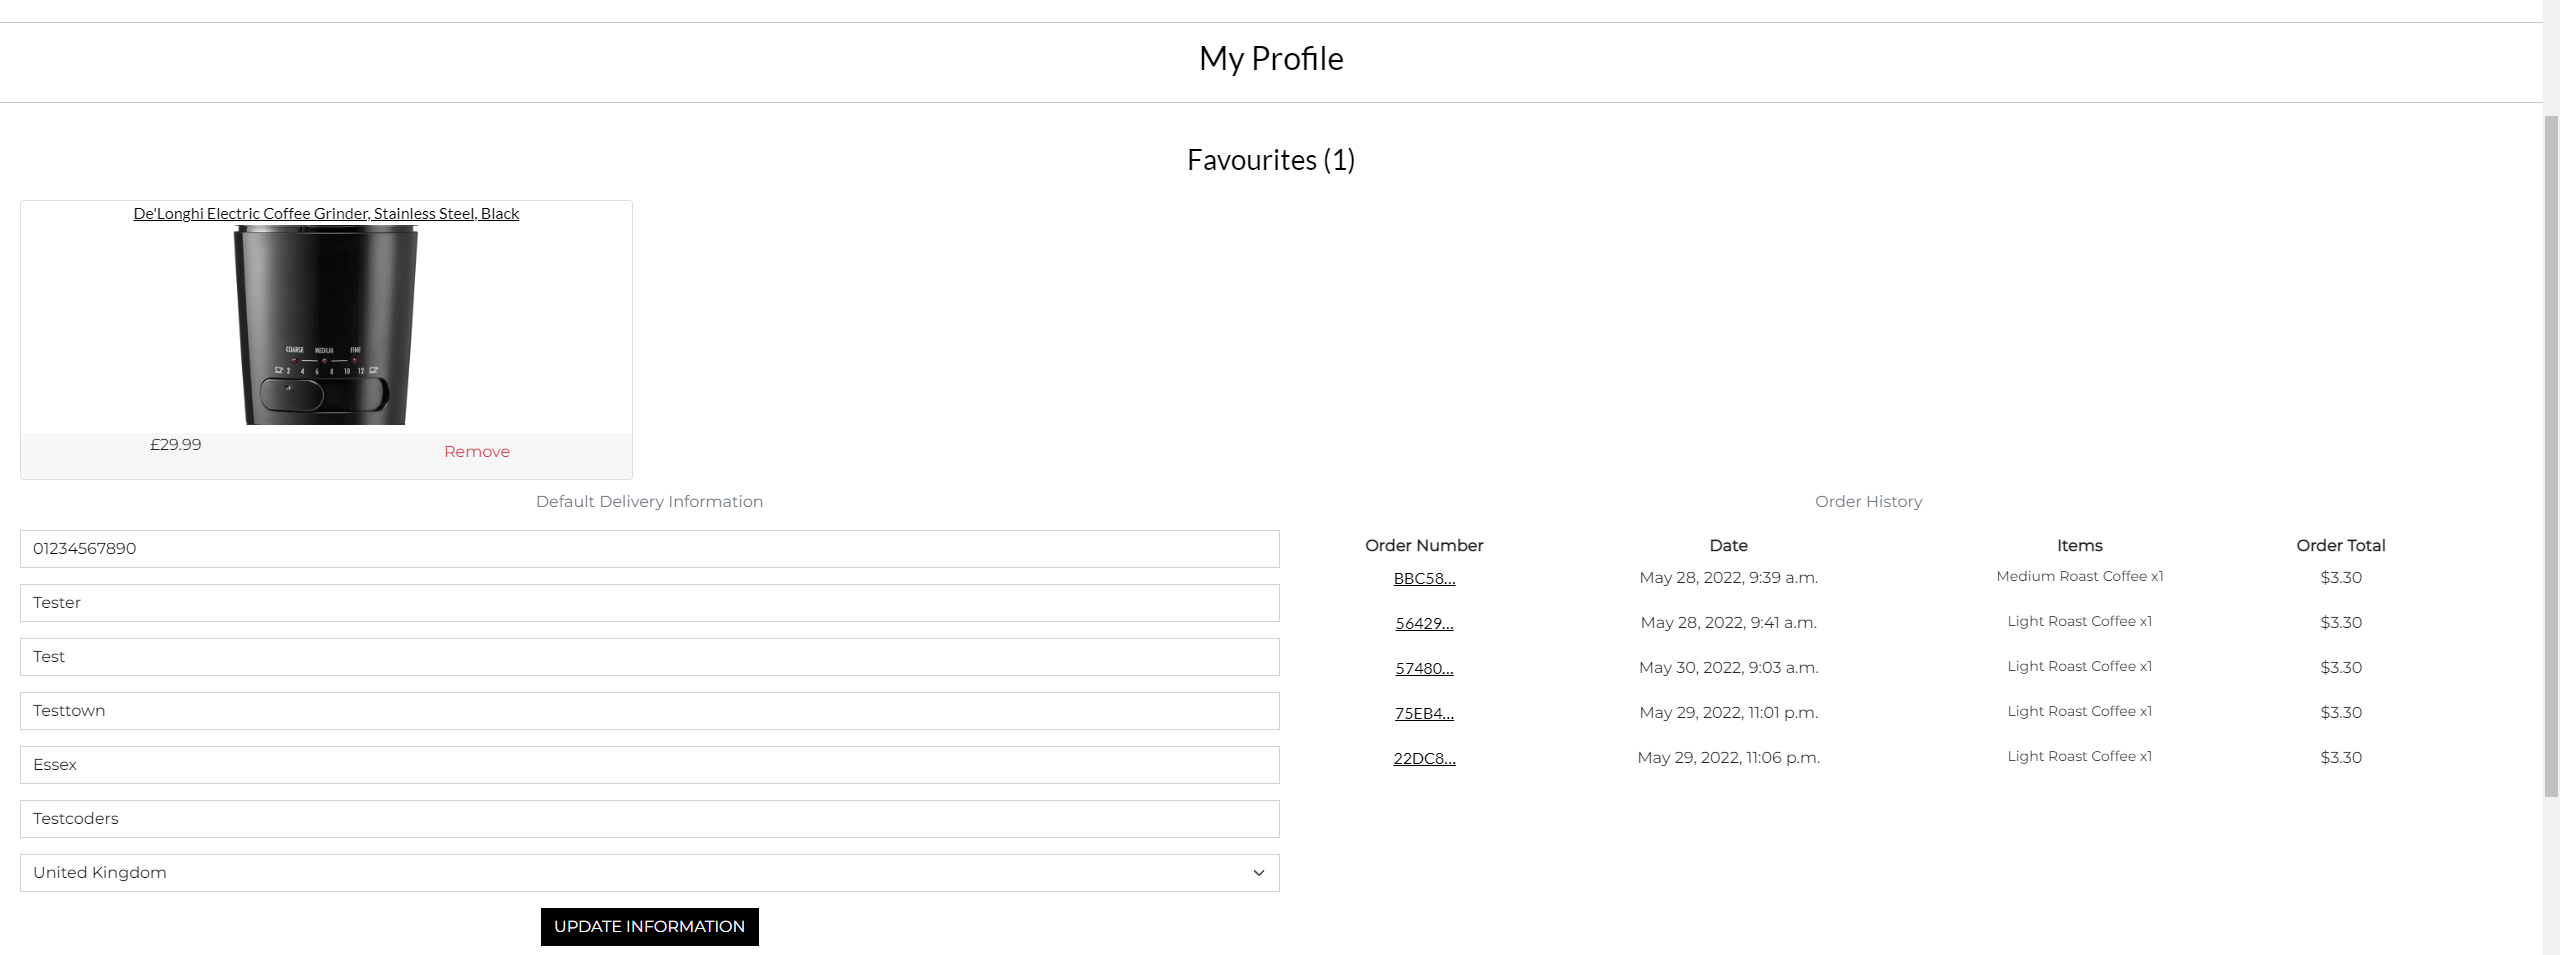 My Profile
Favourites (1)
De'Longhi Electric Coffee Grinder, Stainless Steel, Black
COARSE MEDIUM FINE
2 4 6 8 10 12
£29.99 Remove
Default Delivery Information
01234567890
Tester
Test
Testtown
Essex
Testcoders
United Kingdom
UPDATE INFORMATION
Order History
Order Number Date Items Order Total
BBC58... May 28, 2022, 9:39 a.m. Medium Roast Coffee x1 $3.30
56429... May 28, 2022, 9:41 a.m. Light Roast Coffee x1 $3.30
57480... May 30, 2022, 9:03 a.m. Light Roast Coffee x1 $3.30
75EB4... May 29, 2022, 11:01 p.m. Light Roast Coffee x1 $3.30
22DC8... May 29, 2022, 11:06 p.m. Light Roast Coffee x1 $3.30